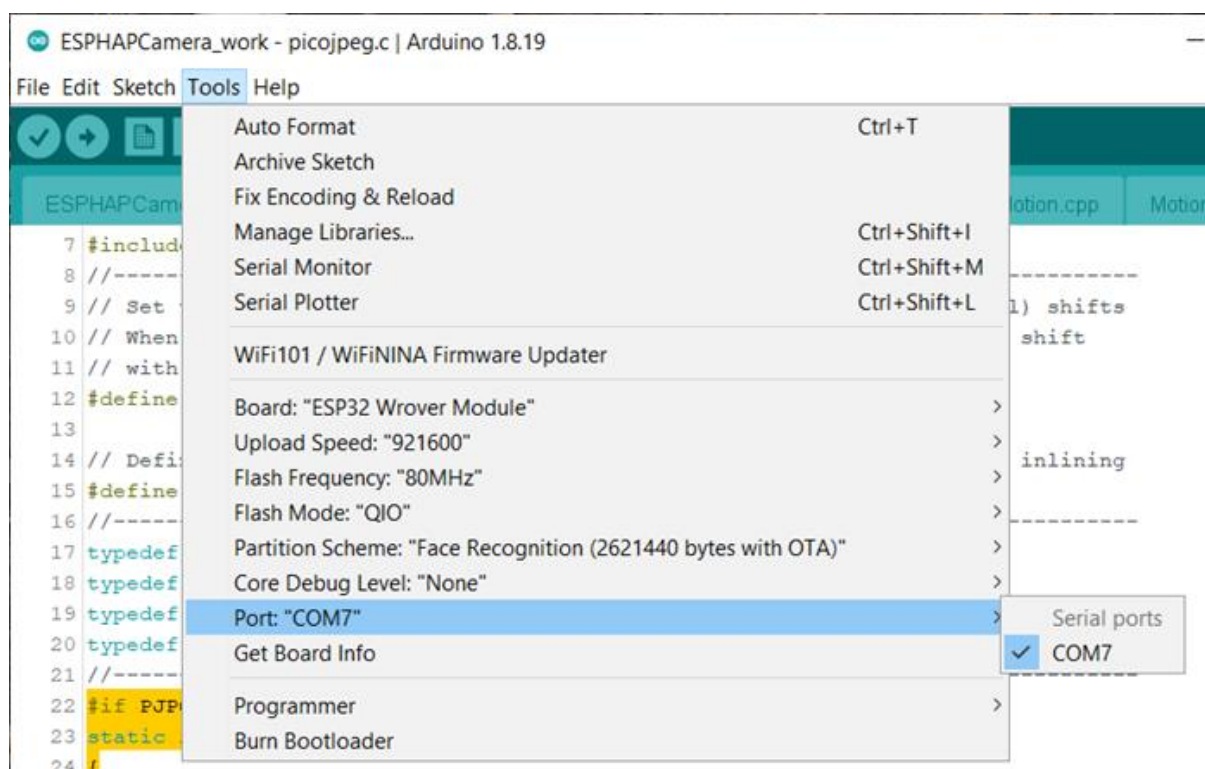 ESPHAPCamera_work - picojpeg.c | Arduino 1.8.19
File Edit Sketch Tools Help
Auto Format Ctrl+T
Archive Sketch
Fix Encoding & Reload
ESPHAPCam otion.cpp Motion
Manage Libraries... Ctrl+Shift+I
Serial Monitor Ctrl+Shift+M
Serial Plotter Ctrl+Shift+L
WiFi101 / WiFiNINA Firmware Updater
Board: "ESP32 Wrover Module"
Upload Speed: "921600"
Flash Frequency: "80MHz"
Flash Mode: "QIO"
Partition Scheme: "Face Recognition (2621440 bytes with OTA)"
Core Debug Level: "None"
Port: "COM7"
Get Board Info
Programmer
Burn Bootloader
Serial ports
COM7
7 #includ
8 //-----
9 // Set l) shifts
10 // When shift
11 // with
12 #define
13
14 // Defi inlining
15 #define
16 //-----
17 typedef
18 typedef
19 typedef
20 typedef
21 //-----
22 #if PJP
23 static
24 {